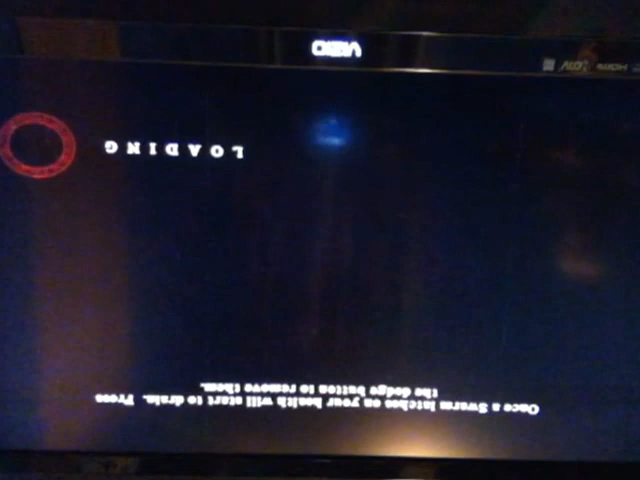 Once a Swarm latches on your health will start to drain. Press
the dodge button to remove them.
LOADING
VIZIO